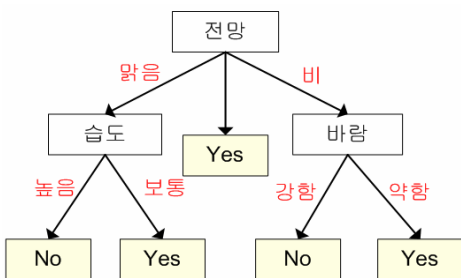 전망
맑음 비
습도 Yes 바람
높음 보통 강함 약함
No Yes No Yes